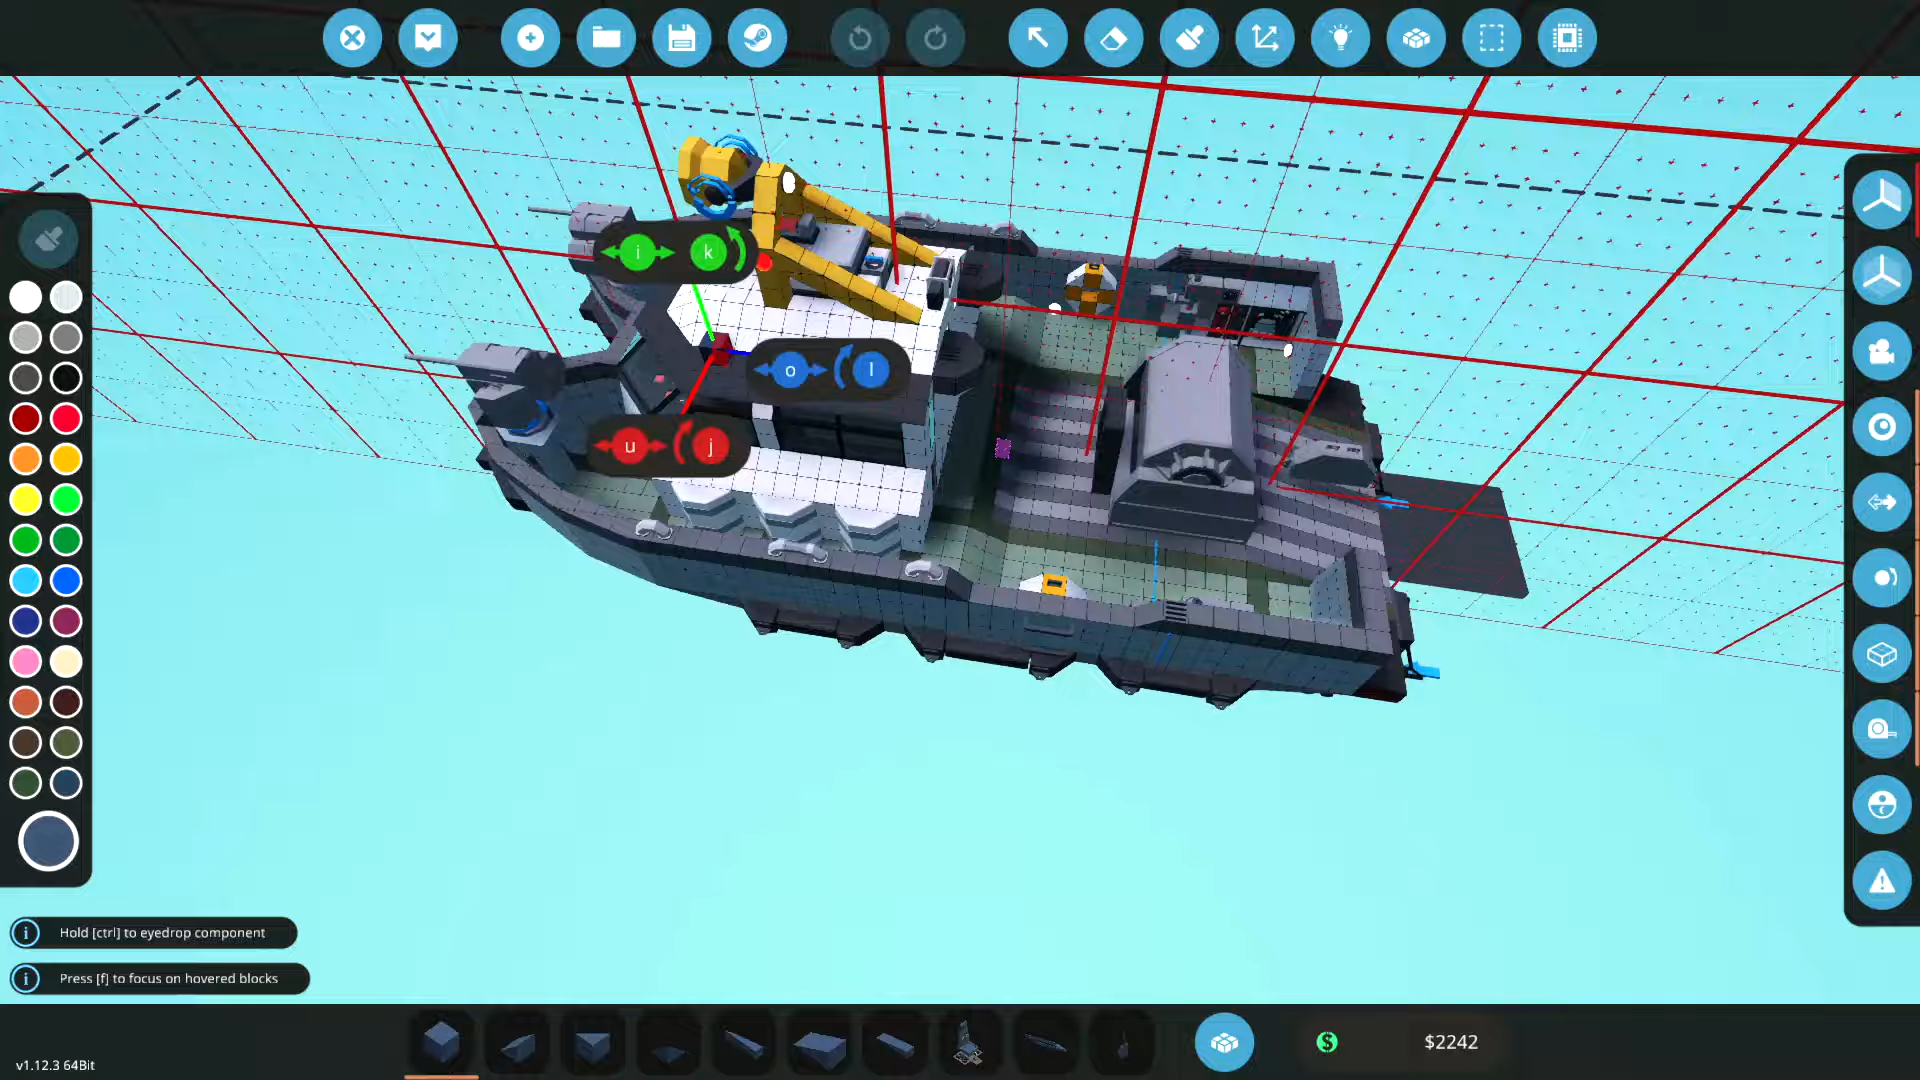 i k
o l
u j
Hold [ctrl] to eyedrop component
Press [f] to focus on hovered blocks
$ $2242
v1.12.3 64Bit